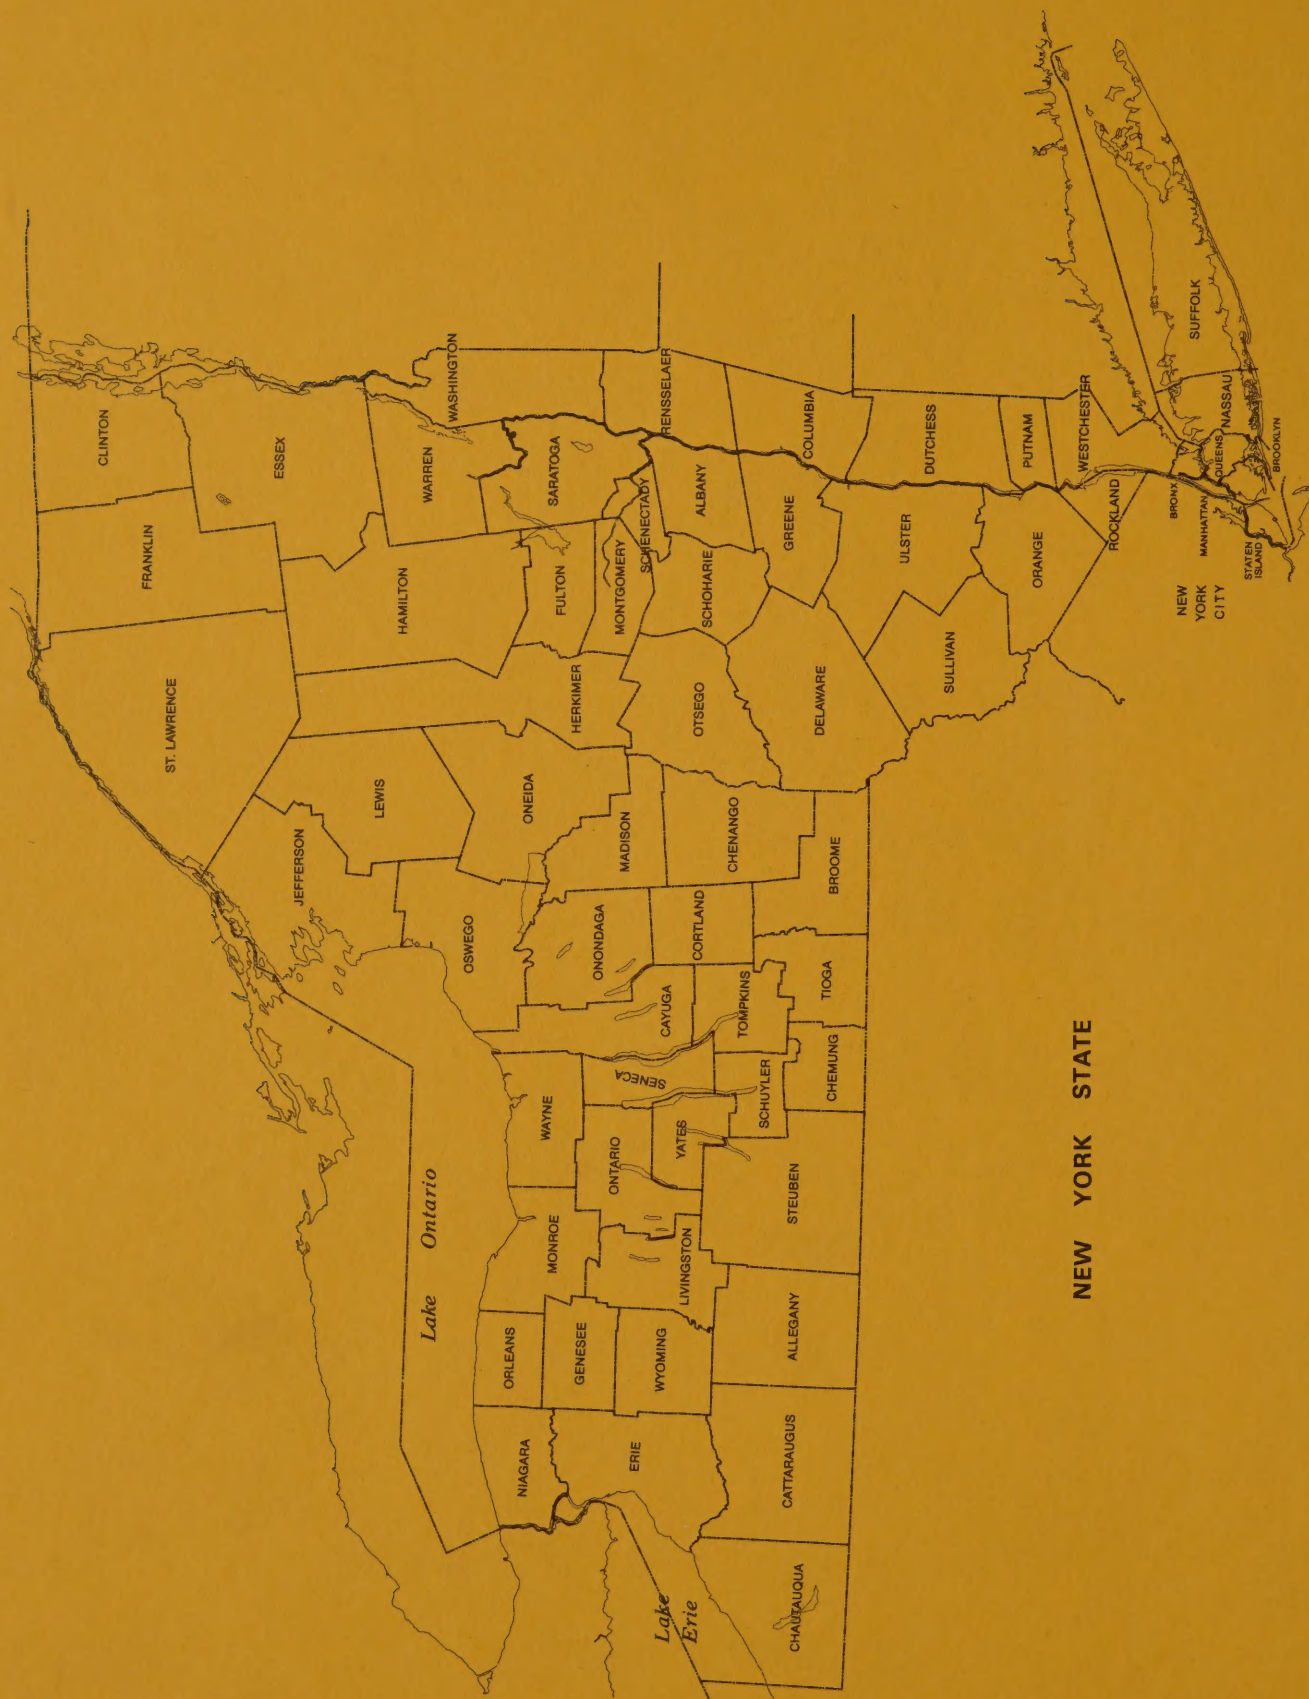 CLINTON
FRANKLIN
ST. LAWRENCE
ESSEX
JEFFERSON
LEWIS
HAMILTON
WARREN
WASHINGTON
Lake Ontario
OSWEGO
ONEIDA
HERKIMER
FULTON
SARATOGA
NIAGARA
ORLEANS
MONROE
WAYNE
CAYUGA
ONONDAGA
MADISON
MONTGOMERY
SCHENECTADY
RENSSELAER
ERIE
GENESEE
WYOMING
LIVINGSTON
ONTARIO
YATES
SENECA
CORTLAND
CHENANGO
OTSEGO
SCHOHARIE
ALBANY
Lake
Erie
CHAUTAUQUA
CATTARAUGUS
ALLEGANY
STEUBEN
SCHUYLER
CHEMUNG
TOMPKINS
TIOGA
BROOME
DELAWARE
GREENE
COLUMBIA
ULSTER
DUTCHESS
SULLIVAN
ORANGE
PUTNAM
ROCKLAND
WESTCHESTER
NEW YORK STATE
NEW
YORK
CITY
BRONX
MANHATTAN
QUEENS
NASSAU
SUFFOLK
STATEN
ISLAND
BROOKLYN